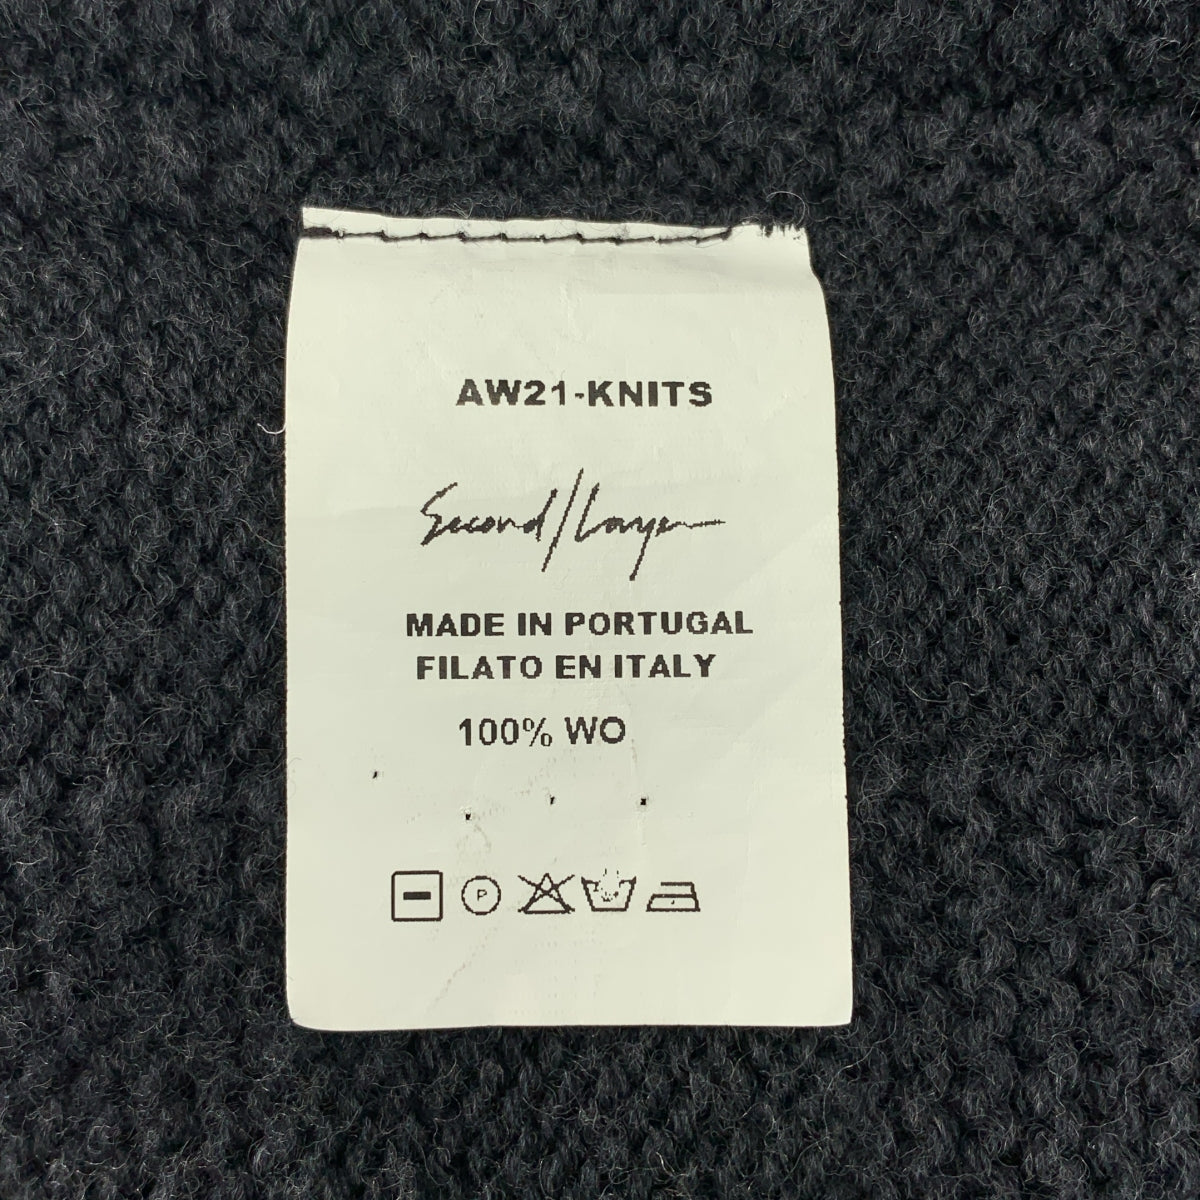 AW21-KNITS
Second/Layer
MADE IN PORTUGAL
FILATO EN ITALY
100% WO
P